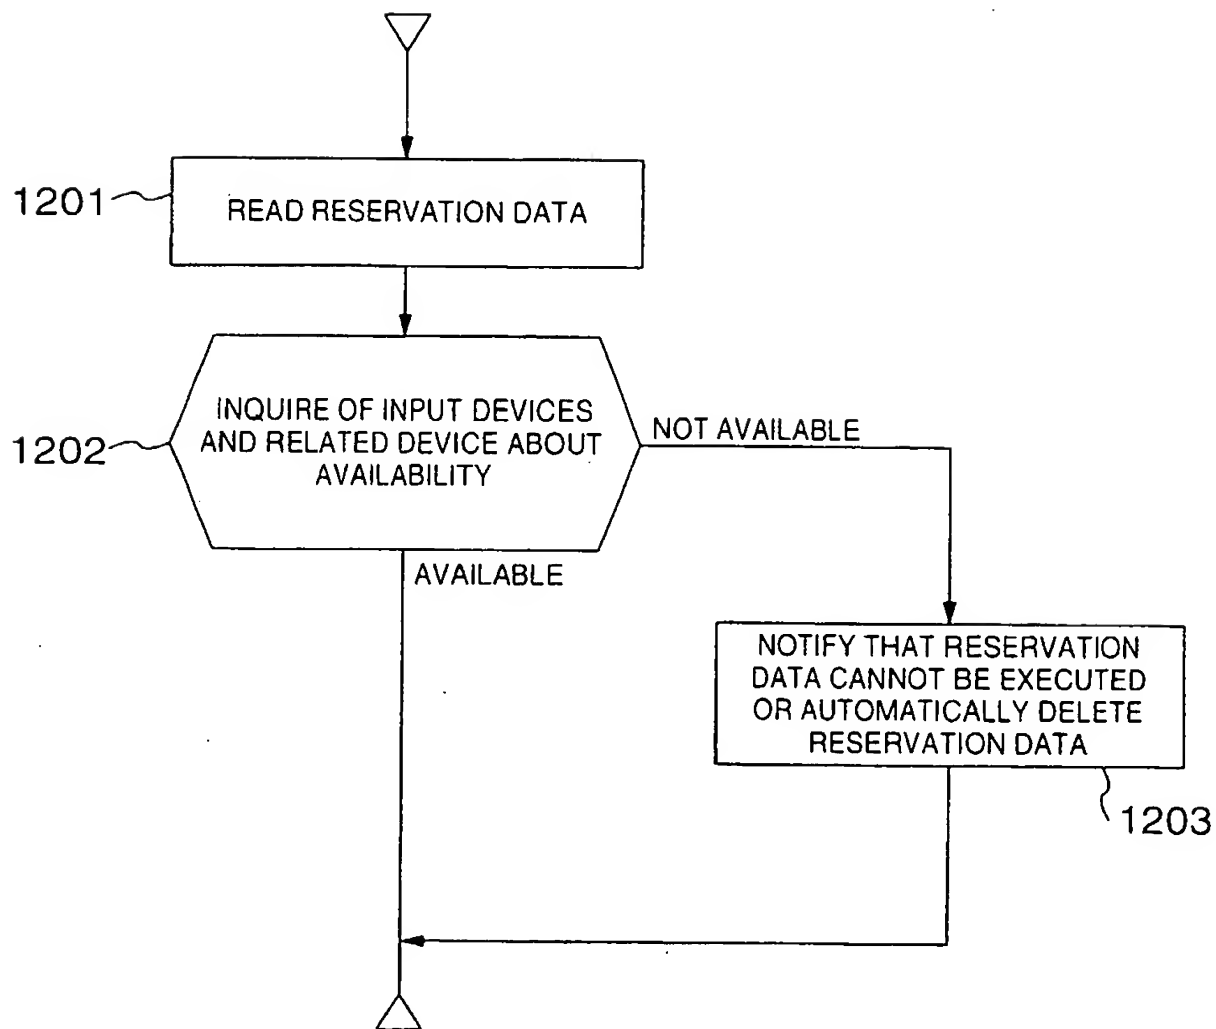 1201
READ RESERVATION DATA
1202
INQUIRE OF INPUT DEVICES
AND RELATED DEVICE ABOUT
AVAILABILITY
NOT AVAILABLE
AVAILABLE
NOTIFY THAT RESERVATION
DATA CANNOT BE EXECUTED
OR AUTOMATICALLY DELETE
RESERVATION DATA
1203